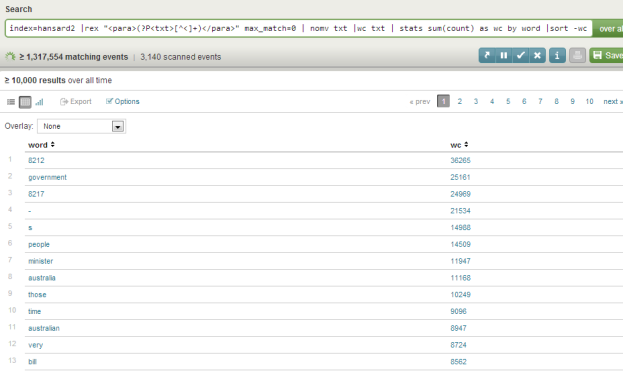 Search
index=hansard2 |rex "<para>(?P<txt>[^<]+)</para>" max_match=0 | nomv txt |wc txt | stats sum(count) as wc by word |sort -wc
over al
≥ 1,317,554 matching events | 3,140 scanned events
Save
≥ 10,000 results over all time
Export Options
« prev 1 2 3 4 5 6 7 8 9 10 next »
Overlay: None
word wc
1 8212 36265
2 government 25161
3 8217 24969
4 - 21534
5 s 14988
6 people 14509
7 minister 11947
8 australia 11168
9 those 10249
10 time 9096
11 australian 8947
12 very 8724
13 bill 8562